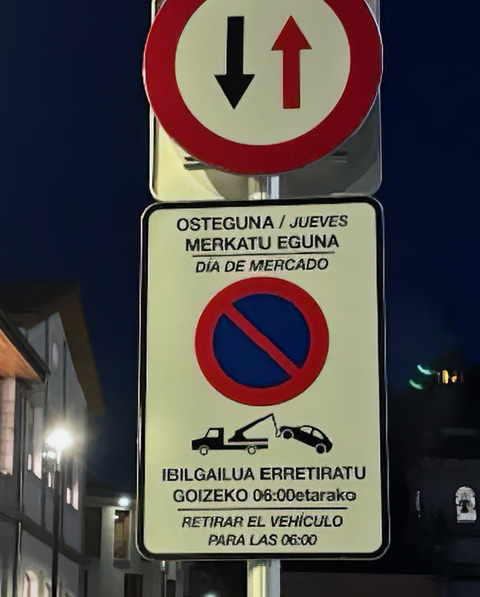 OSTEGUNA / JUEVES
MERKATU EGUNA
DÍA DE MERCADO
IBILGAILUA ERRETIRATU
GOIZEKO 06:00etarako
RETIRAR EL VEHÍCULO
PARA LAS 06:00